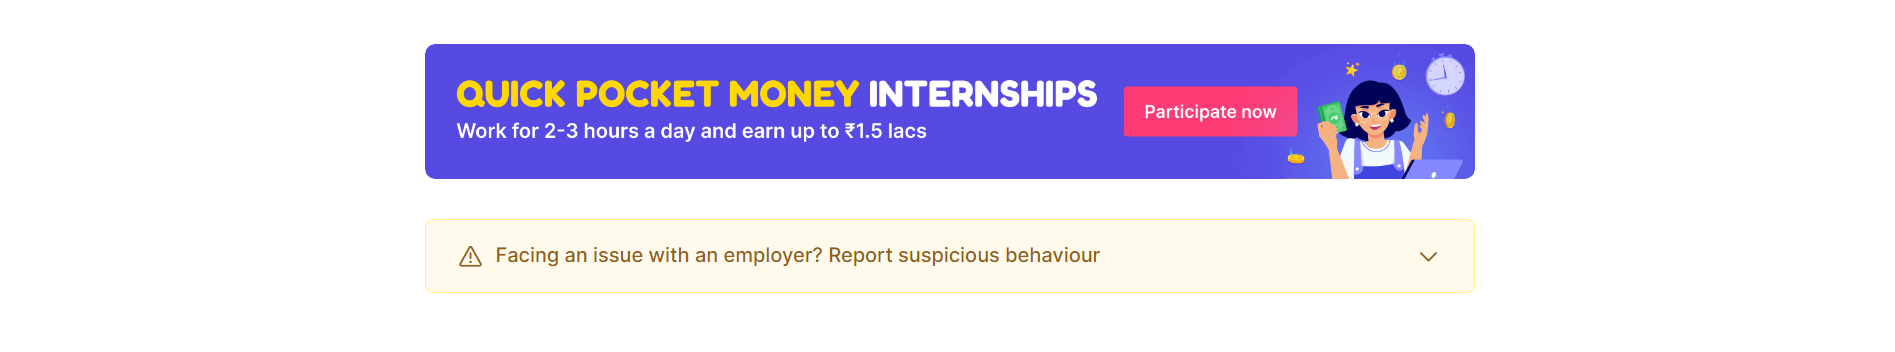 QUICK POCKET MONEY INTERNSHIPS
Work for 2-3 hours a day and earn up to ₹1.5 lacs
Participate now
Facing an issue with an employer? Report suspicious behaviour